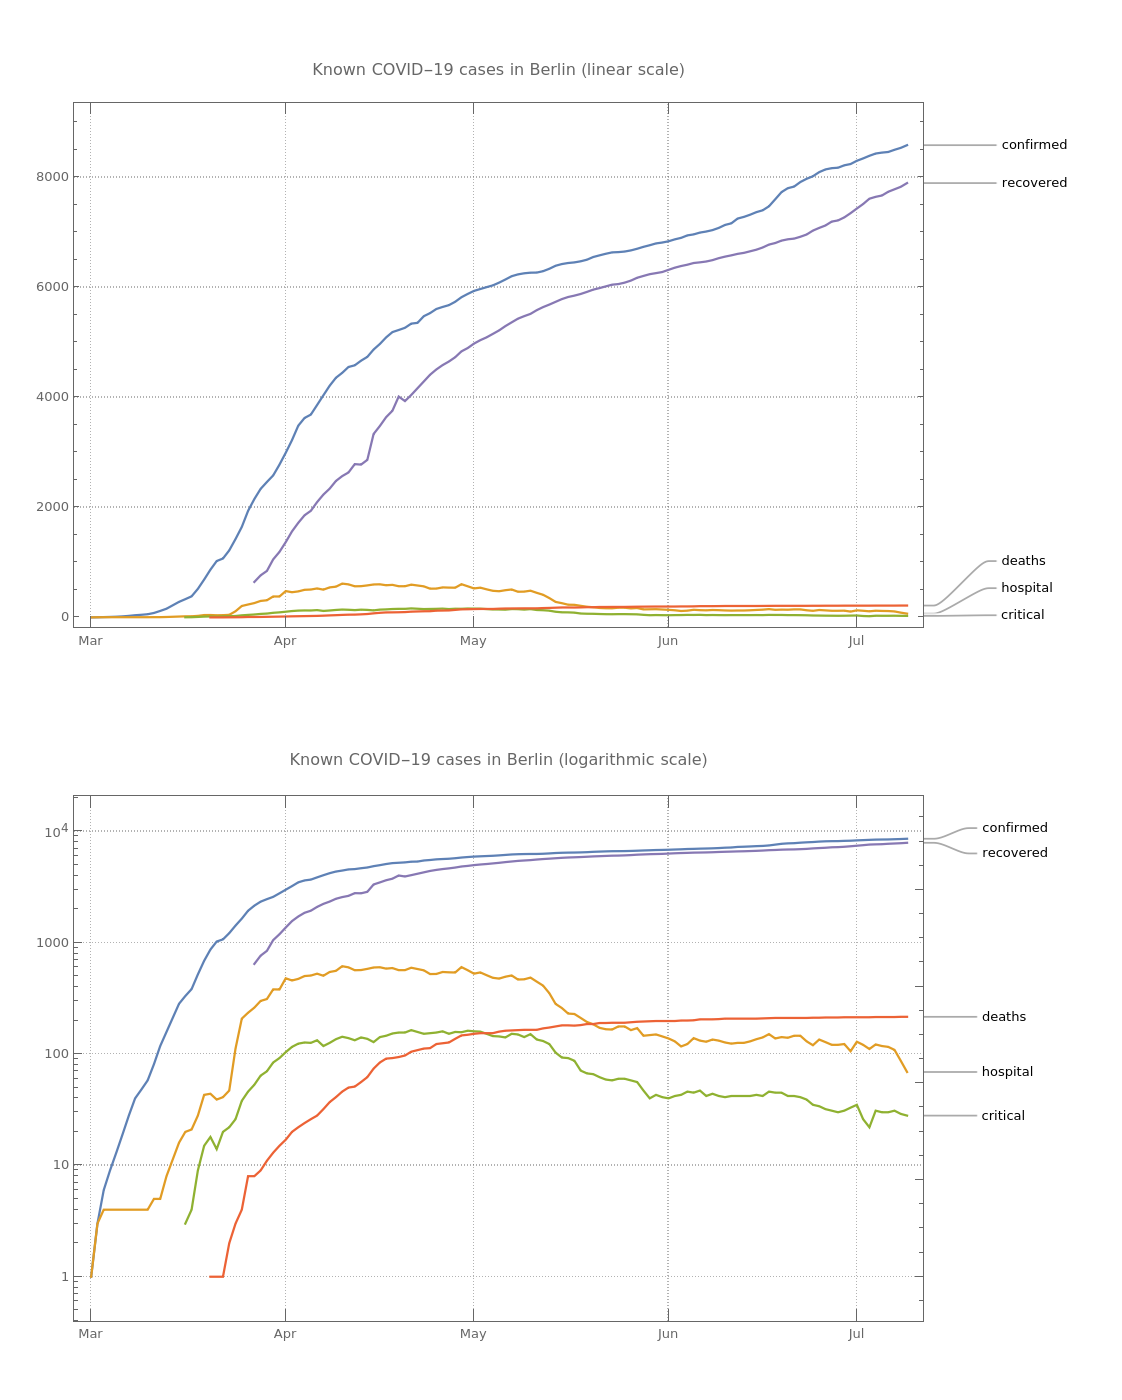 Known COVID−19 cases in Berlin (linear scale)
confirmed
8000
recovered
6000
4000
2000
deaths
hospital
0
critical
Mar Apr May Jun Jul
Known COVID−19 cases in Berlin (logarithmic scale)
confirmed
10⁴
recovered
1000
deaths
100
hospital
critical
10
1
Mar Apr May Jun Jul